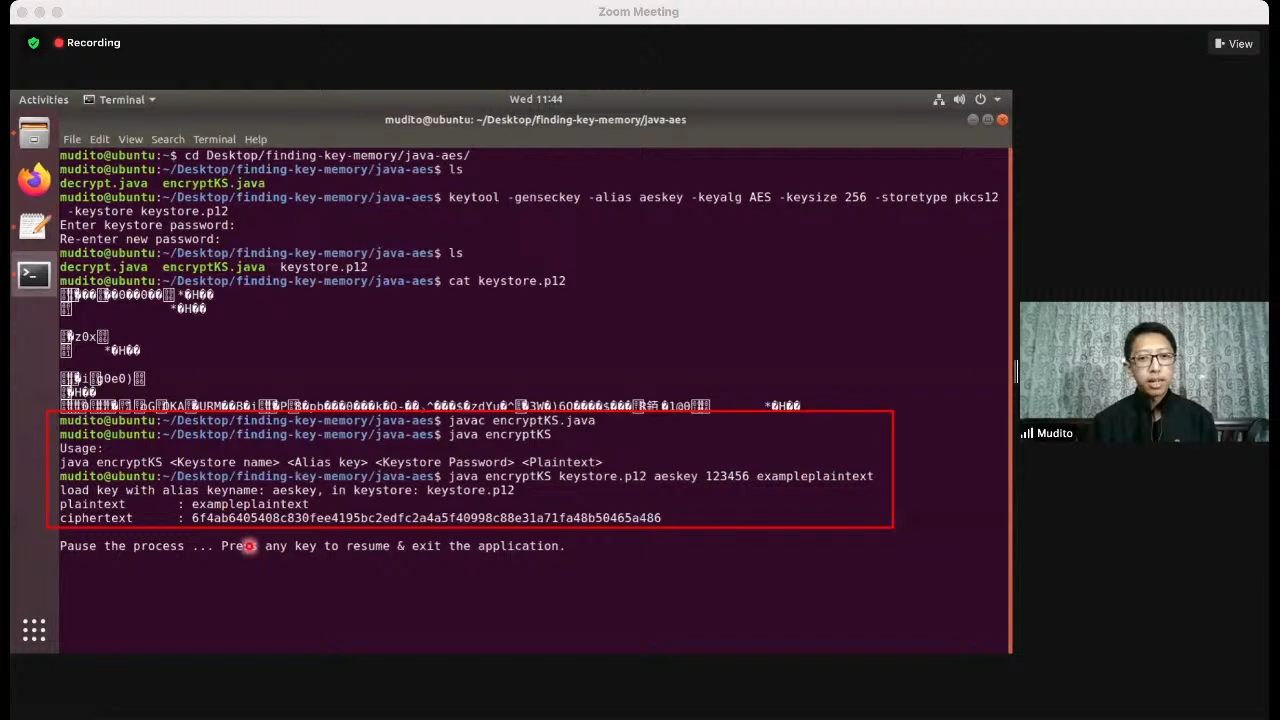 Zoom Meeting
Recording
View
Activities
Terminal
Wed 11:44
mudito@ubuntu: ~/Desktop/finding-key-memory/java-aes
File Edit View Search Terminal Help
mudito@ubuntu:~$ cd Desktop/finding-key-memory/java-aes/
mudito@ubuntu:~/Desktop/finding-key-memory/java-aes$ ls
decrypt.java encryptKS.java
mudito@ubuntu:~/Desktop/finding-key-memory/java-aes$ keytool -genseckey -alias aeskey -keyalg AES -keysize 256 -storetype pkcs12
-keystore keystore.p12
Enter keystore password:
Re-enter new password:
mudito@ubuntu:~/Desktop/finding-key-memory/java-aes$ ls
decrypt.java encryptKS.java keystore.p12
mudito@ubuntu:~/Desktop/finding-key-memory/java-aes$ cat keystore.p12
*�H��
*�H��
�z0x
*�H��
�H��
*�H��
mudito@ubuntu:~/Desktop/finding-key-memory/java-aes$ javac encryptKS.java
mudito@ubuntu:~/Desktop/finding-key-memory/java-aes$ java encryptKS
Usage:
java encryptKS <Keystore name> <Alias key> <Keystore Password> <Plaintext>
mudito@ubuntu:~/Desktop/finding-key-memory/java-aes$ java encryptKS keystore.p12 aeskey 123456 exampleplaintext
load key with alias keyname: aeskey, in keystore: keystore.p12
plaintext : exampleplaintext
ciphertext : 6f4ab6405408c830fee4195bc2edfc2a4a5f40998c88e31a71fa48b50465a486
Pause the process ... Press any key to resume & exit the application.
Mudito